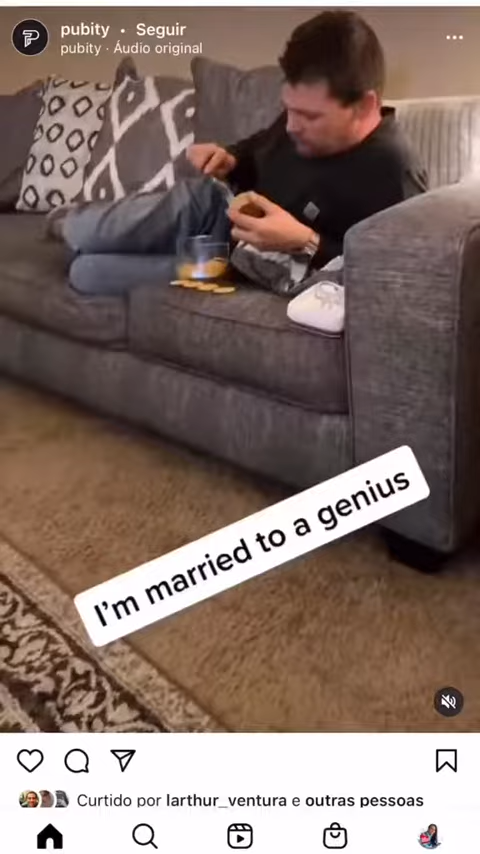 pubity • Seguir
pubity · Áudio original
I'm married to a genius
Curtido por larthur_ventura e outras pessoas